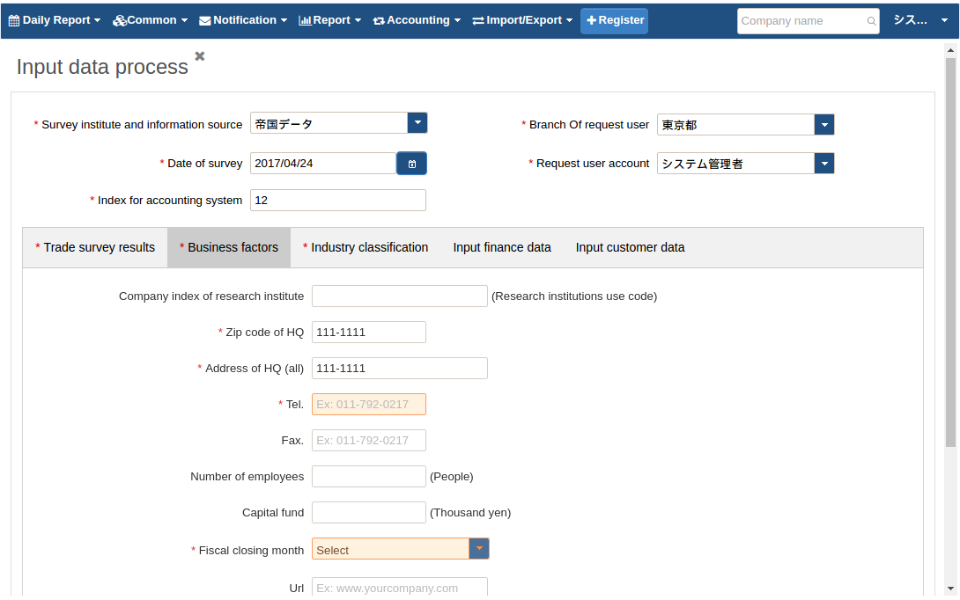 Daily Report Common Notification Report Accounting Import/Export Register Company name シス...
Input data process
* Survey institute and information source 帝国データ * Branch Of request user 東京都
* Date of survey 2017/04/24 * Request user account システム管理者
* Index for accounting system 12
* Trade survey results * Business factors * Industry classification Input finance data Input customer data
Company index of research institute (Research institutions use code)
* Zip code of HQ 111-1111
* Address of HQ (all) 111-1111
* Tel. Ex: 011-792-0217
Fax. Ex: 011-792-0217
Number of employees (People)
Capital fund (Thousand yen)
* Fiscal closing month Select
Url Ex: www.yourcompany.com